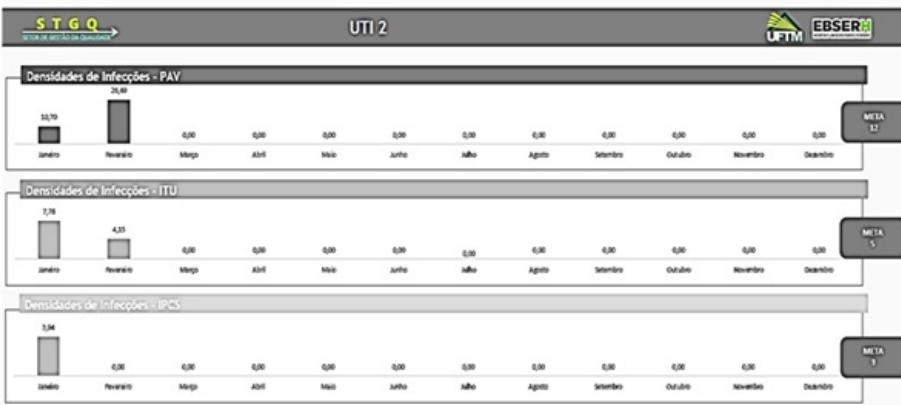 STGQ
SETOR DE GESTÃO DA QUALIDADE
UTI 2
UFTM
EBSERH
Densidades de Infecções - PAV
10,70 26,40 0,00 0,00 0,00 0,00 0,00 0,00 0,00 0,00 0,00 0,00
Janeiro Fevereiro Março Abril Maio Junho Julho Agosto Setembro Outubro Novembro Dezembro
META
12
Densidades de Infecções - ITU
7,78 4,15 0,00 0,00 0,00 0,00 0,00 0,00 0,00 0,00 0,00 0,00
Janeiro Fevereiro Março Abril Maio Junho Julho Agosto Setembro Outubro Novembro Dezembro
META
5
Densidades de Infecções - IPCS
3,94 0,00 0,00 0,00 0,00 0,00 0,00 0,00 0,00 0,00 0,00 0,00
Janeiro Fevereiro Março Abril Maio Junho Julho Agosto Setembro Outubro Novembro Dezembro
META